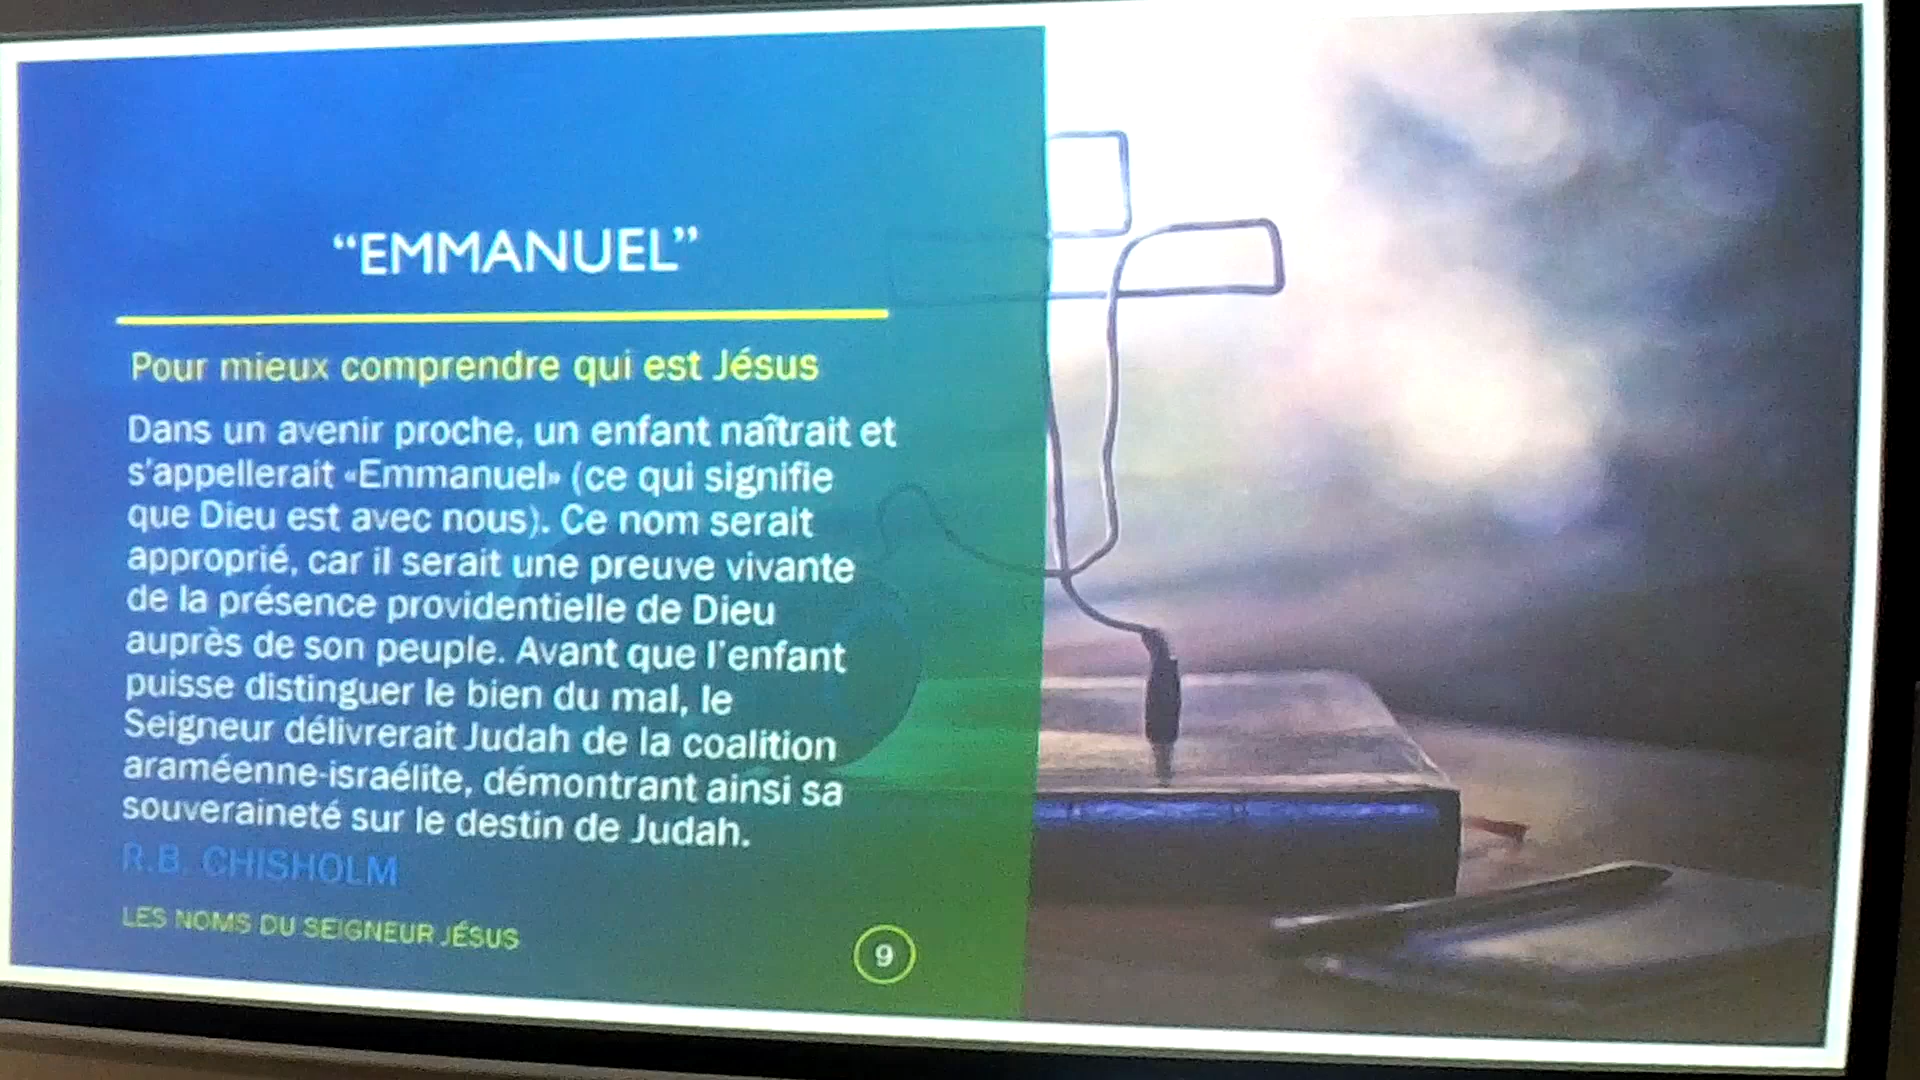 “EMMANUEL”
Pour mieux comprendre qui est Jésus
Dans un avenir proche, un enfant naîtrait et
s'appellerait «Emmanuel» (ce qui signifie
que Dieu est avec nous). Ce nom serait
approprié, car il serait une preuve vivante
de la présence providentielle de Dieu
auprès de son peuple. Avant que l'enfant
puisse distinguer le bien du mal, le
Seigneur délivrerait Judah de la coalition
araméenne-israélite, démontrant ainsi sa
souveraineté sur le destin de Judah.
R.B. CHISHOLM
LES NOMS DU SEIGNEUR JÉSUS
9